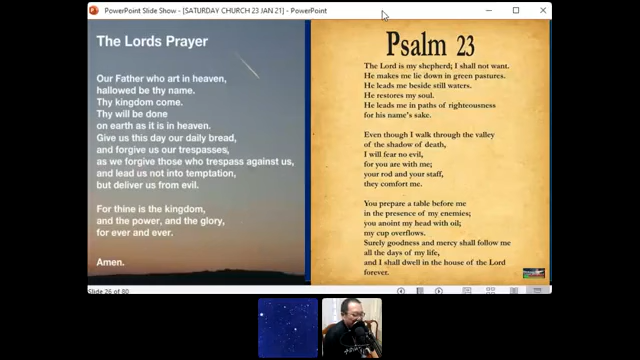 PowerPoint Slide Show - [SATURDAY CHURCH 23 JAN 21] - PowerPoint
The Lords Prayer
Our Father who art in heaven,
hallowed be thy name.
Thy kingdom come.
Thy will be done
on earth as it is in heaven.
Give us this day our daily bread,
and forgive us our trespasses,
as we forgive those who trespass against us,
and lead us not into temptation,
but deliver us from evil.
For thine is the kingdom,
and the power, and the glory,
for ever and ever.
Amen.
Psalm 23
The Lord is my shepherd; I shall not want.
He makes me lie down in green pastures.
He leads me beside still waters.
He restores my soul.
He leads me in paths of righteousness
for his name's sake.
Even though I walk through the valley
of the shadow of death,
I will fear no evil,
for you are with me;
your rod and your staff,
they comfort me.
You prepare a table before me
in the presence of my enemies;
you anoint my head with oil;
my cup overflows.
Surely goodness and mercy shall follow me
all the days of my life,
and I shall dwell in the house of the Lord
forever.
Slide 26 of 80